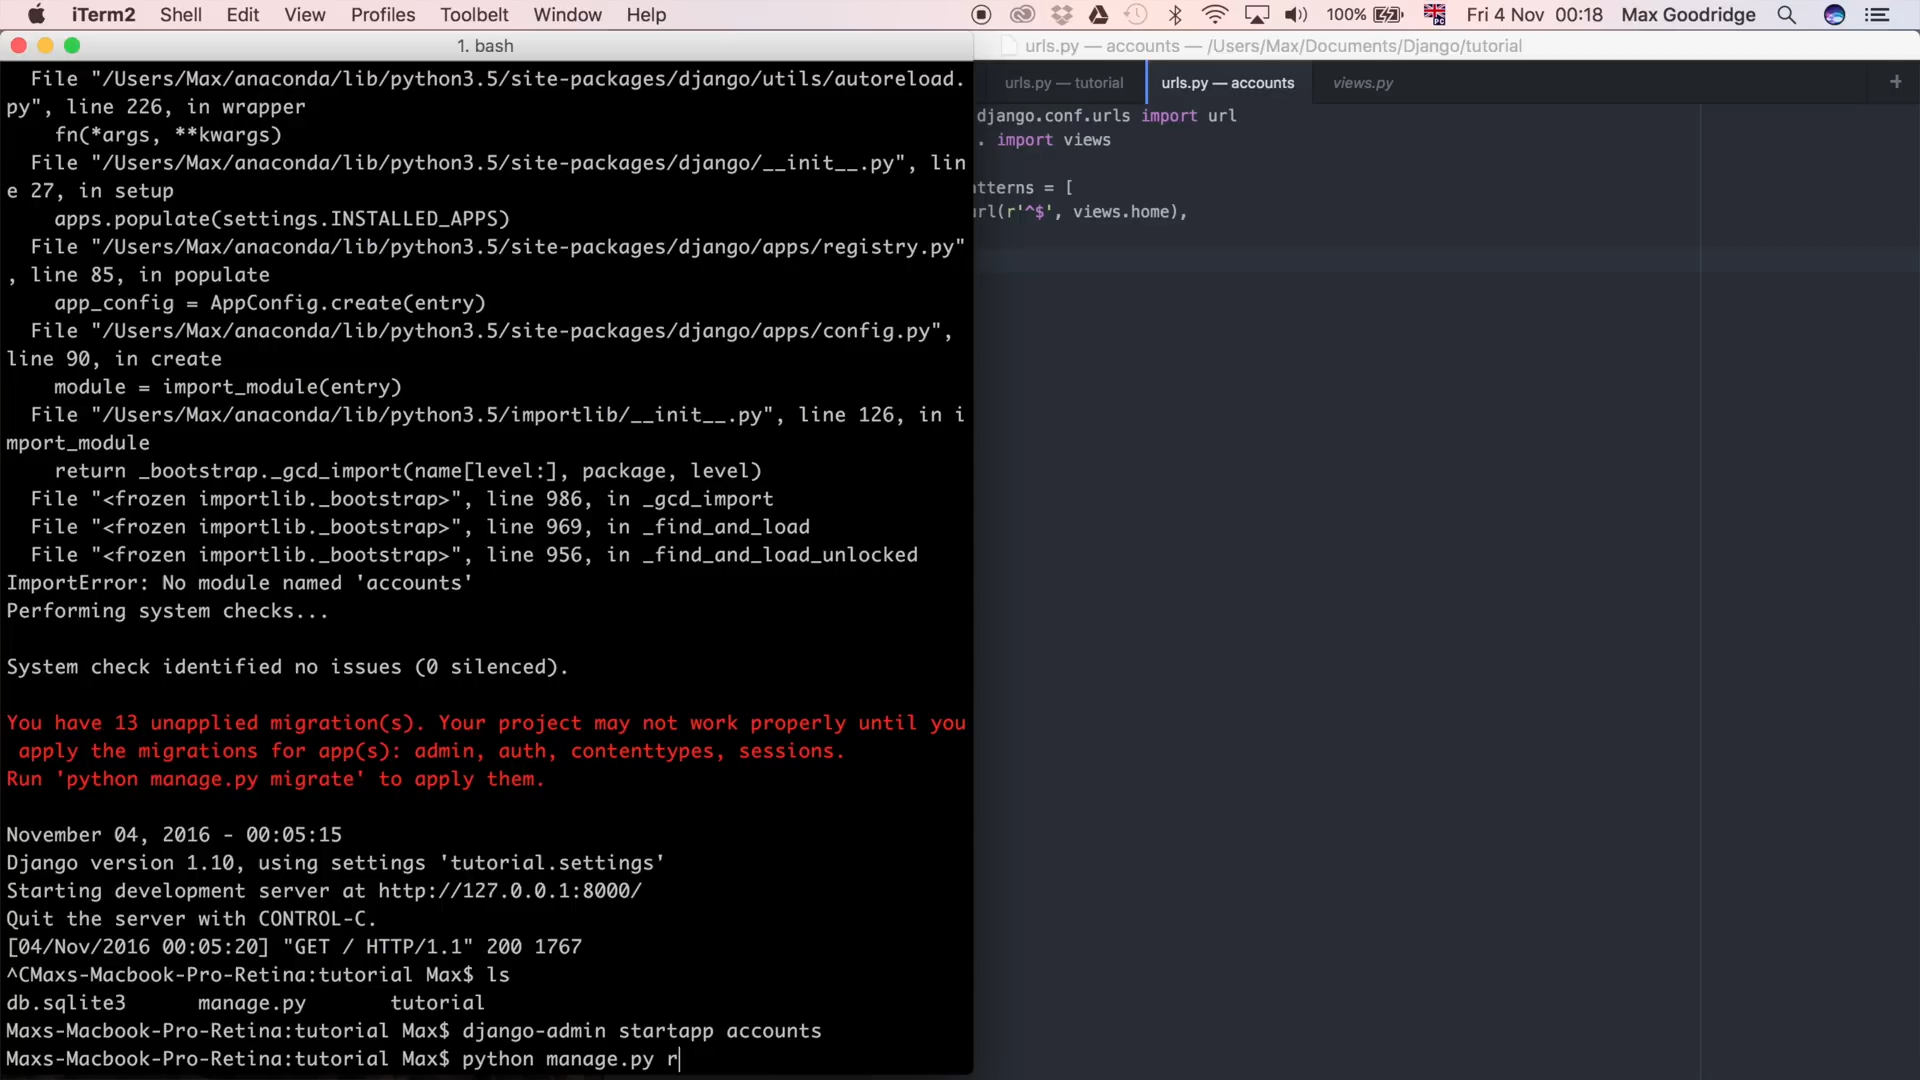 iTerm2 Shell Edit View Profiles Toolbelt Window Help 100% Fri 4 Nov 00:18 Max Goodridge
1. bash
urls.py — accounts — /Users/Max/Documents/Django/tutorial
File "/Users/Max/anaconda/lib/python3.5/site-packages/django/utils/autoreload.
py", line 226, in wrapper
fn(*args, **kwargs)
File "/Users/Max/anaconda/lib/python3.5/site-packages/django/__init__.py", lin
e 27, in setup
apps.populate(settings.INSTALLED_APPS)
File "/Users/Max/anaconda/lib/python3.5/site-packages/django/apps/registry.py"
, line 85, in populate
app_config = AppConfig.create(entry)
File "/Users/Max/anaconda/lib/python3.5/site-packages/django/apps/config.py",
line 90, in create
module = import_module(entry)
File "/Users/Max/anaconda/lib/python3.5/importlib/__init__.py", line 126, in i
mport_module
return _bootstrap._gcd_import(name[level:], package, level)
File "<frozen importlib._bootstrap>", line 986, in _gcd_import
File "<frozen importlib._bootstrap>", line 969, in _find_and_load
File "<frozen importlib._bootstrap>", line 956, in _find_and_load_unlocked
ImportError: No module named 'accounts'
Performing system checks...
System check identified no issues (0 silenced).
You have 13 unapplied migration(s). Your project may not work properly until you
apply the migrations for app(s): admin, auth, contenttypes, sessions.
Run 'python manage.py migrate' to apply them.
November 04, 2016 - 00:05:15
Django version 1.10, using settings 'tutorial.settings'
Starting development server at http://127.0.0.1:8000/
Quit the server with CONTROL-C.
[04/Nov/2016 00:05:20] "GET / HTTP/1.1" 200 1767
^CMaxs-Macbook-Pro-Retina:tutorial Max$ ls
db.sqlite3 manage.py tutorial
Maxs-Macbook-Pro-Retina:tutorial Max$ django-admin startapp accounts
Maxs-Macbook-Pro-Retina:tutorial Max$ python manage.py r
urls.py — tutorial urls.py — accounts views.py
django.conf.urls import url
. import views
atterns = [
url(r'^$', views.home),